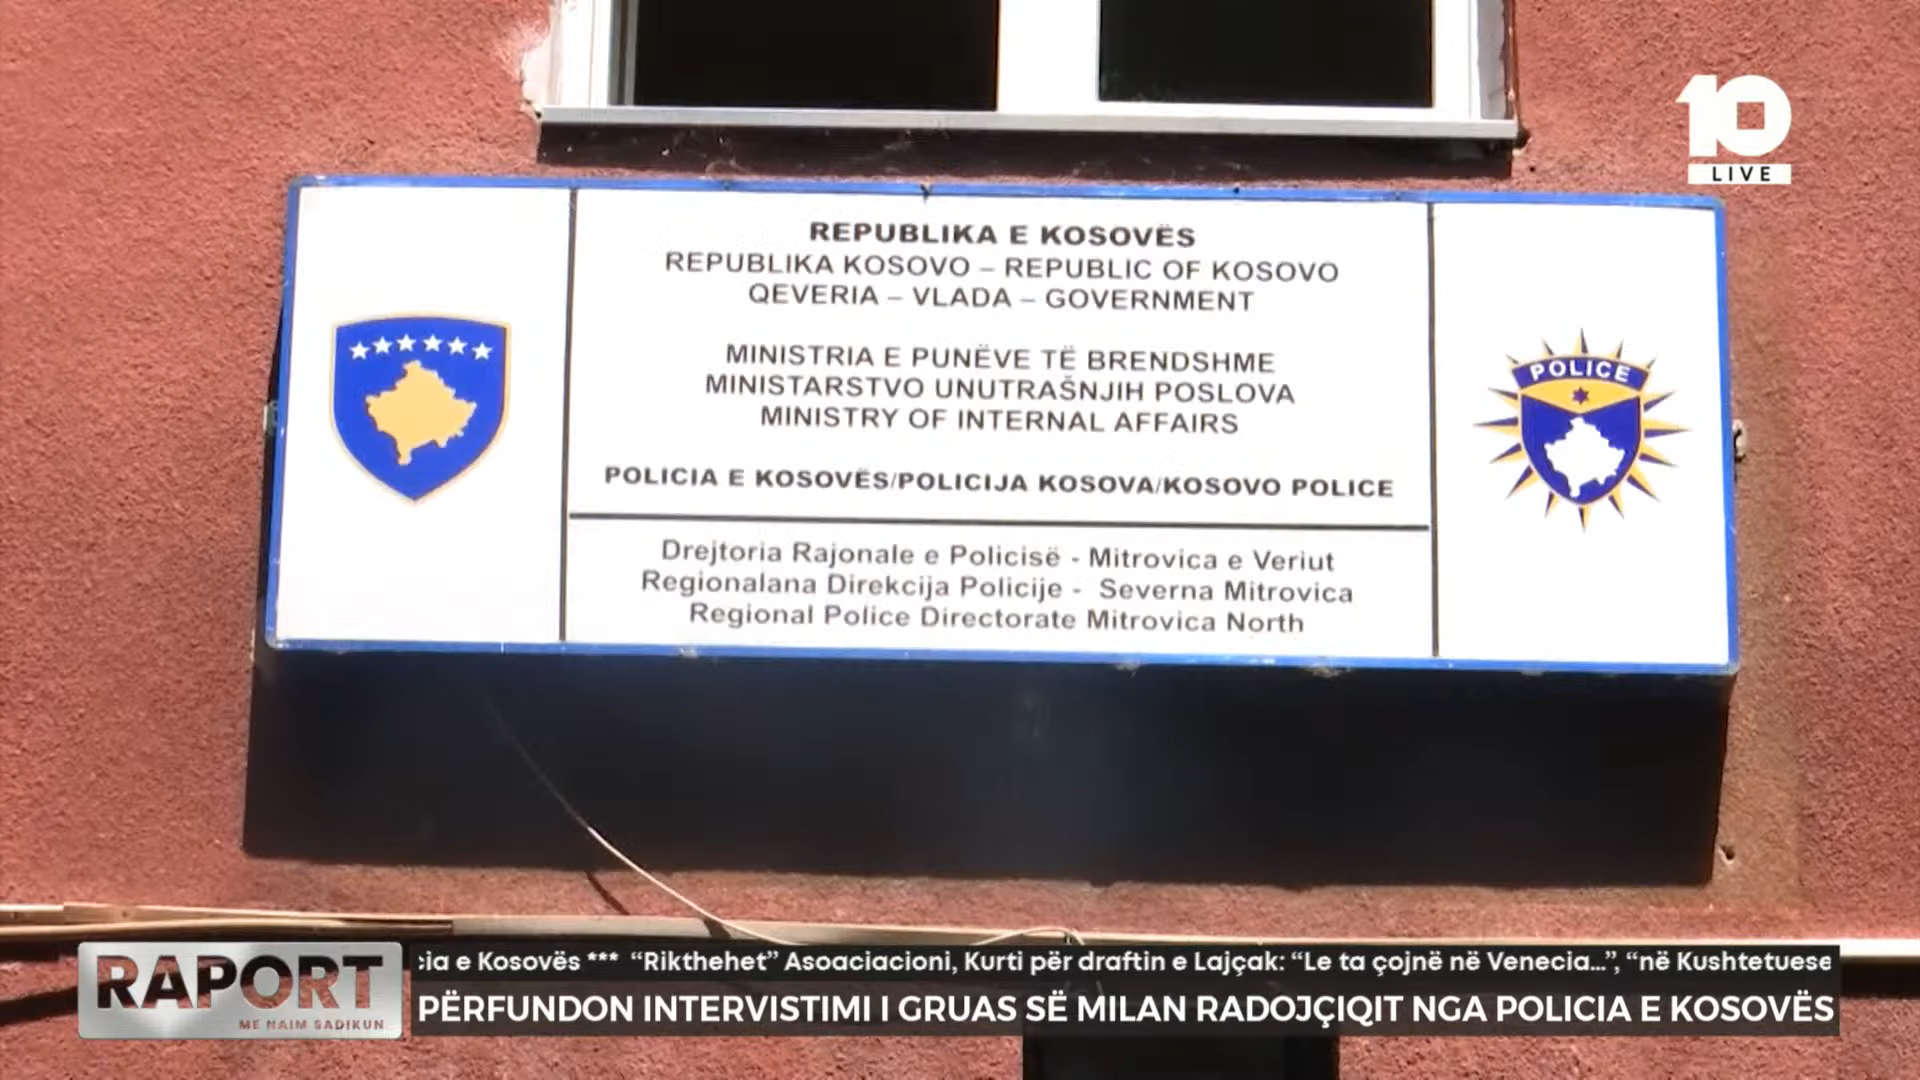 10
LIVE
REPUBLIKA E KOSOVËS
REPUBLIKA KOSOVO – REPUBLIC OF KOSOVO
QEVERIA – VLADA – GOVERNMENT
MINISTRIA E PUNËVE TË BRENDSHME
MINISTARSTVO UNUTRAŠNJIH POSLOVA
MINISTRY OF INTERNAL AFFAIRS
POLICIA E KOSOVËS/POLICIJA KOSOVA/KOSOVO POLICE
POLICE
Drejtoria Rajonale e Policisë - Mitrovica e Veriut
Regionalana Direkcija Policije - Severna Mitrovica
Regional Police Directorate Mitrovica North
RAPORT
ME NAIM SADIKUN
e Kosovës *** “Rikthehet” Asoaciacioni, Kurti për draftin e Lajçak: “Le ta çojnë në Venecia...”, “në Kushtetuese
PËRFUNDON INTERVISTIMI I GRUAS SË MILAN RADOJÇIQIT NGA POLICIA E KOSOVËS